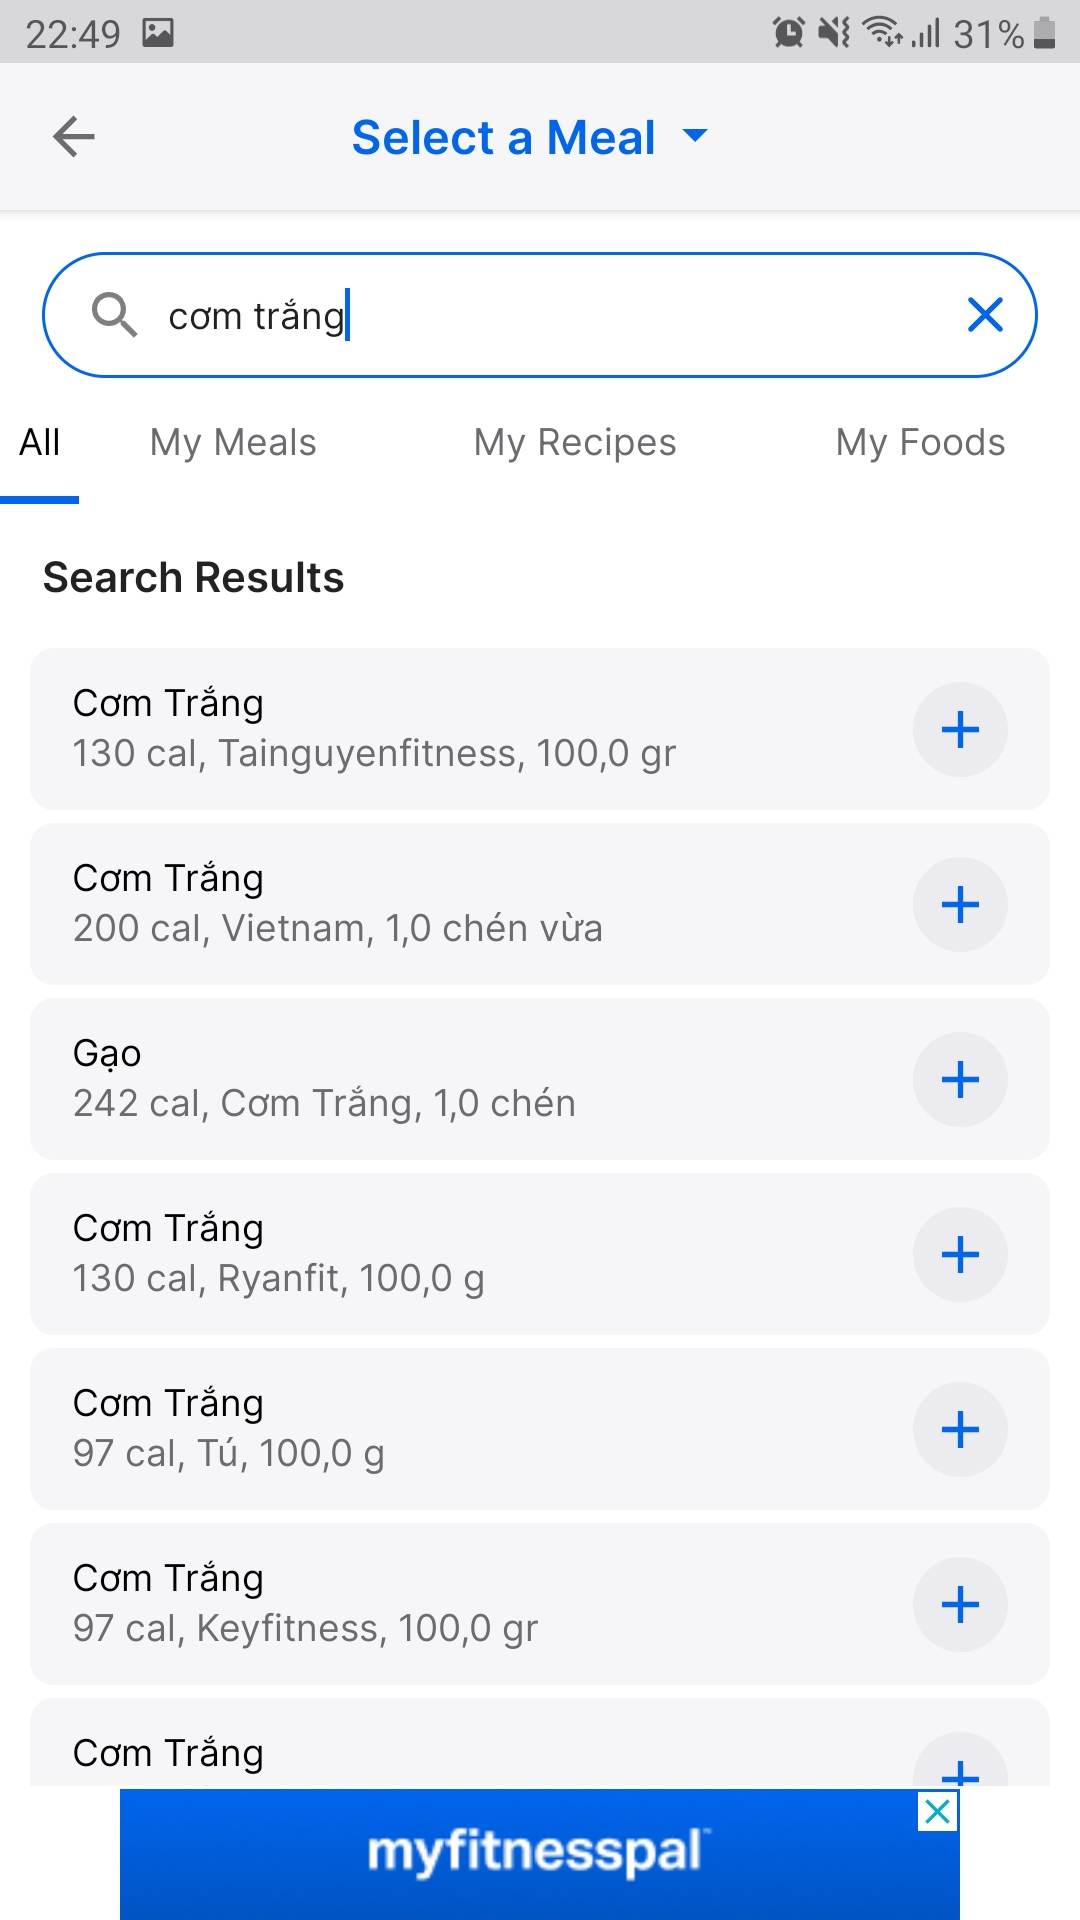 22:49
31%
Select a Meal
cơm trắng
All
My Meals
My Recipes
My Foods
Search Results
Cơm Trắng
130 cal, Tainguyenfitness, 100,0 gr
Cơm Trắng
200 cal, Vietnam, 1,0 chén vừa
Gạo
242 cal, Cơm Trắng, 1,0 chén
Cơm Trắng
130 cal, Ryanfit, 100,0 g
Cơm Trắng
97 cal, Tú, 100,0 g
Cơm Trắng
97 cal, Keyfitness, 100,0 gr
Cơm Trắng
myfitnesspal™